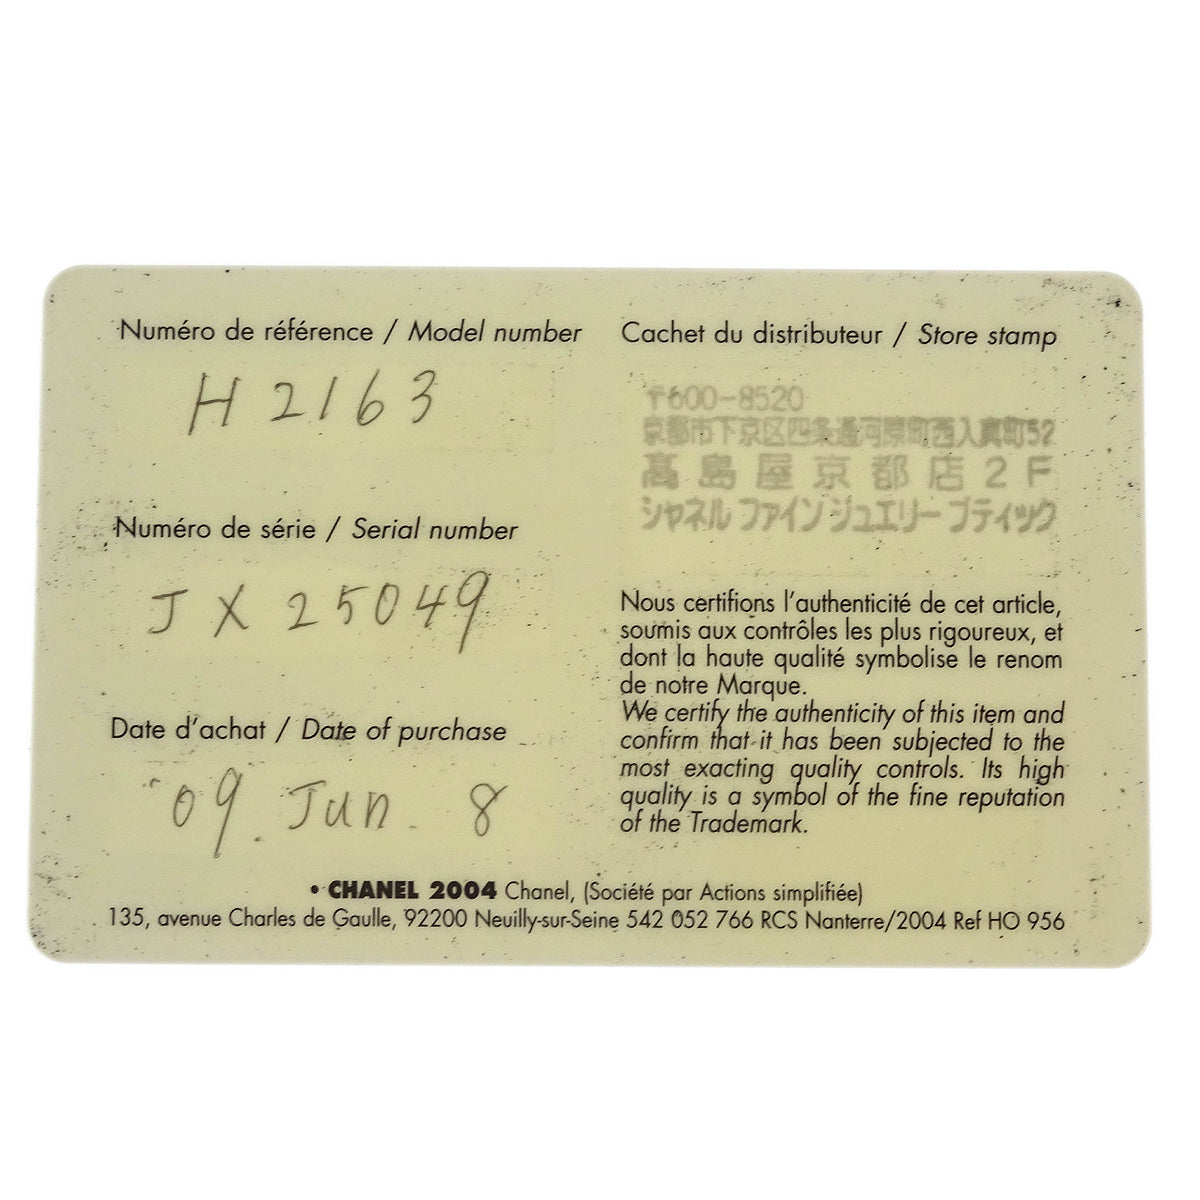 Numéro de référence / Model number
H2163
Numéro de série / Serial number
JX25049
Date d'achat / Date of purchase
'09. Jun. 8
Cachet du distributeur / Store stamp
〒600-8520
京都市下京区四条通河原町西入真町52
高島屋京都店2F
シャネル ファインジュエリー ブティック
Nous certifions l'authenticité de cet article,
soumis aux contrôles les plus rigoureux, et
dont la haute qualité symbolise le renom
de notre Marque.
We certify the authenticity of this item and
confirm that it has been subjected to the
most exacting quality controls. Its high
quality is a symbol of the fine reputation
of the Trademark.
• CHANEL 2004 Chanel, (Société par Actions simplifiée)
135, avenue Charles de Gaulle, 92200 Neuilly-sur-Seine 542 052 766 RCS Nanterre/2004 Ref HO 956